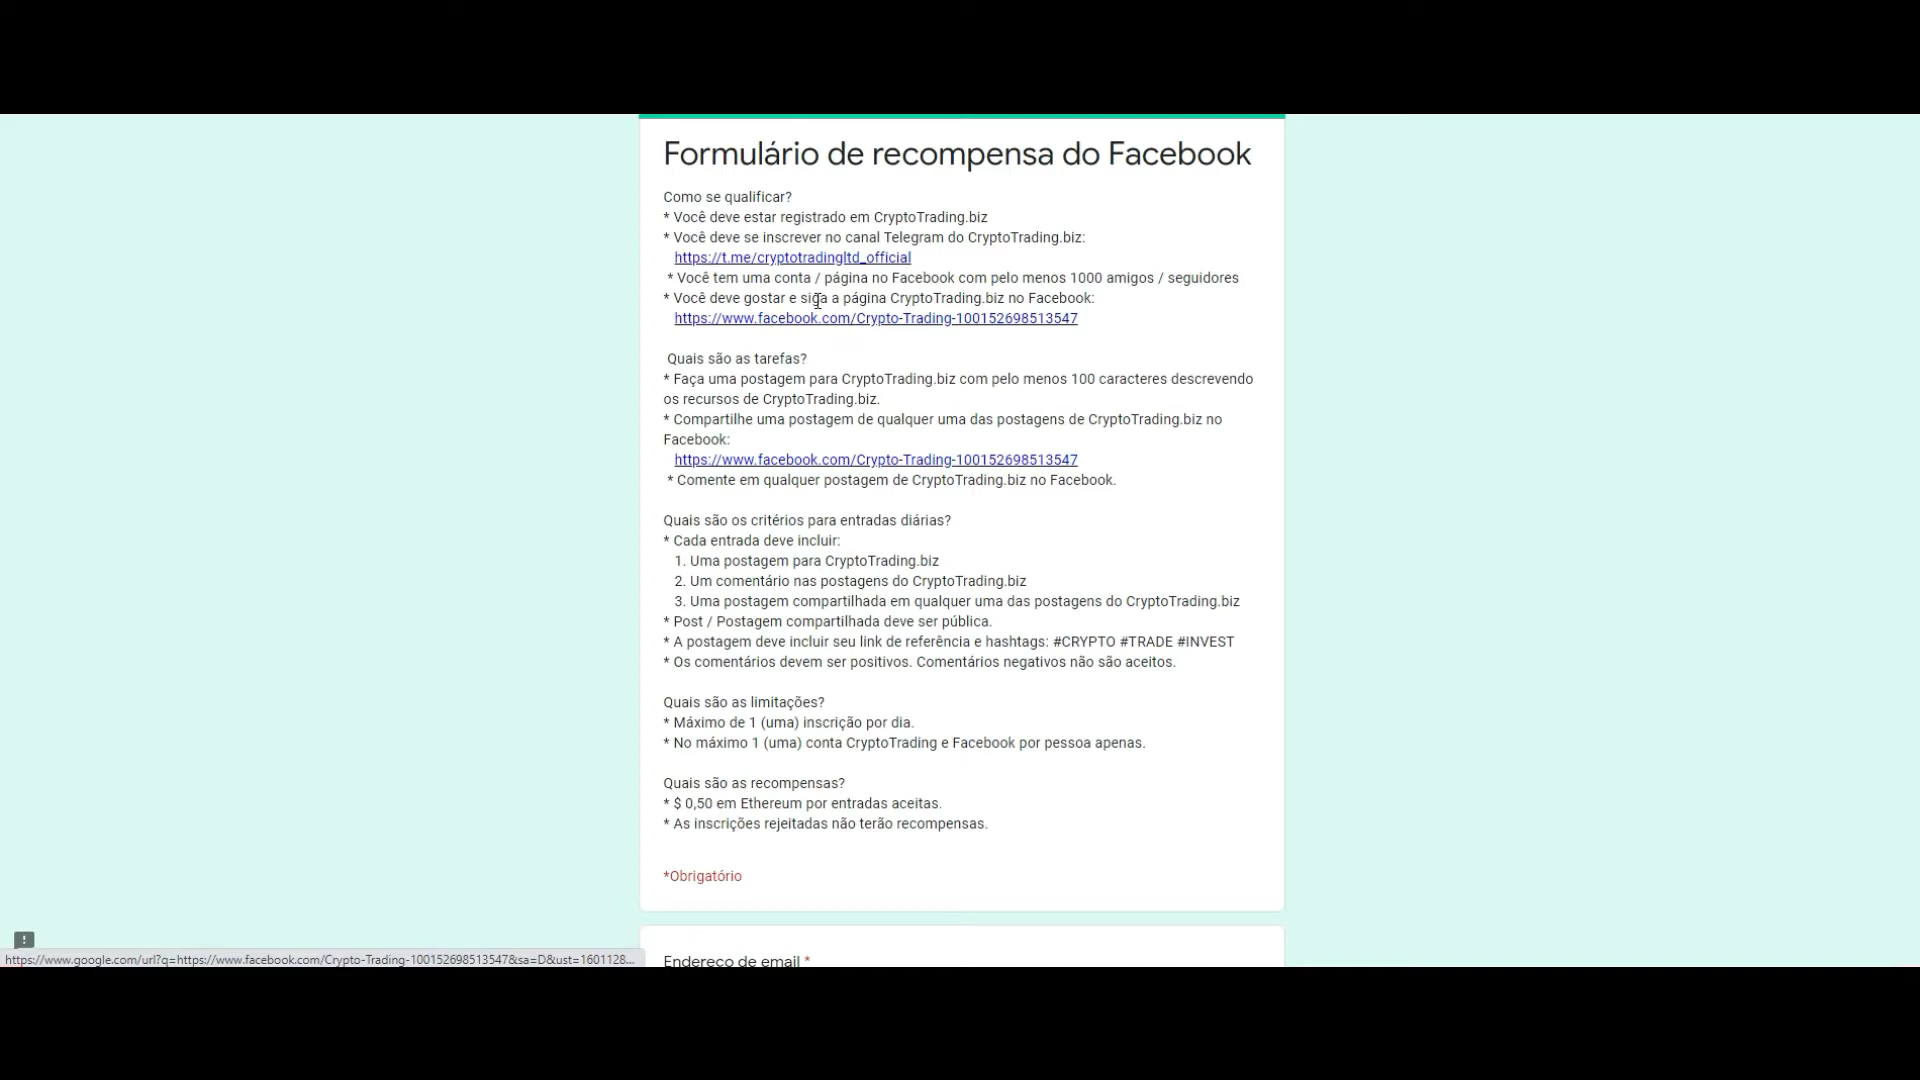 Formulário de recompensa do Facebook
Como se qualificar?
* Você deve estar registrado em CryptoTrading.biz
* Você deve se inscrever no canal Telegram do CryptoTrading.biz:
https://t.me/cryptotradingltd_official
* Você tem uma conta / página no Facebook com pelo menos 1000 amigos / seguidores
* Você deve gostar e siga a página CryptoTrading.biz no Facebook:
https://www.facebook.com/Crypto-Trading-100152698513547
Quais são as tarefas?
* Faça uma postagem para CryptoTrading.biz com pelo menos 100 caracteres descrevendo
os recursos de CryptoTrading.biz.
* Compartilhe uma postagem de qualquer uma das postagens de CryptoTrading.biz no
Facebook:
https://www.facebook.com/Crypto-Trading-100152698513547
* Comente em qualquer postagem de CryptoTrading.biz no Facebook.
Quais são os critérios para entradas diárias?
* Cada entrada deve incluir:
1. Uma postagem para CryptoTrading.biz
2. Um comentário nas postagens do CryptoTrading.biz
3. Uma postagem compartilhada em qualquer uma das postagens do CryptoTrading.biz
* Post / Postagem compartilhada deve ser pública.
* A postagem deve incluir seu link de referência e hashtags: #CRYPTO #TRADE #INVEST
* Os comentários devem ser positivos. Comentários negativos não são aceitos.
Quais são as limitações?
* Máximo de 1 (uma) inscrição por dia.
* No máximo 1 (uma) conta CryptoTrading e Facebook por pessoa apenas.
Quais são as recompensas?
* $ 0,50 em Ethereum por entradas aceitas.
* As inscrições rejeitadas não terão recompensas.
*Obrigatório
Endereço de email *
https://www.google.com/url?q=https://www.facebook.com/Crypto-Trading-100152698513547&sa=D&ust=1601128...